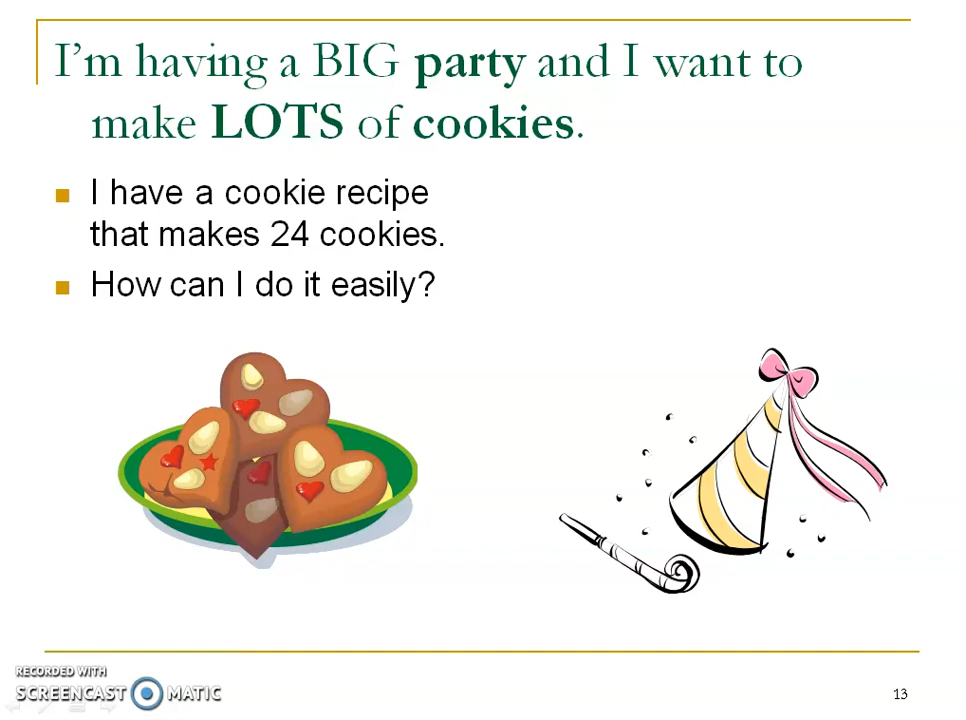 I'm having a BIG party and I want to
make LOTS of cookies.
I have a cookie recipe
that makes 24 cookies.
How can I do it easily?
RECORDED WITH
SCREENCAST MATIC
13